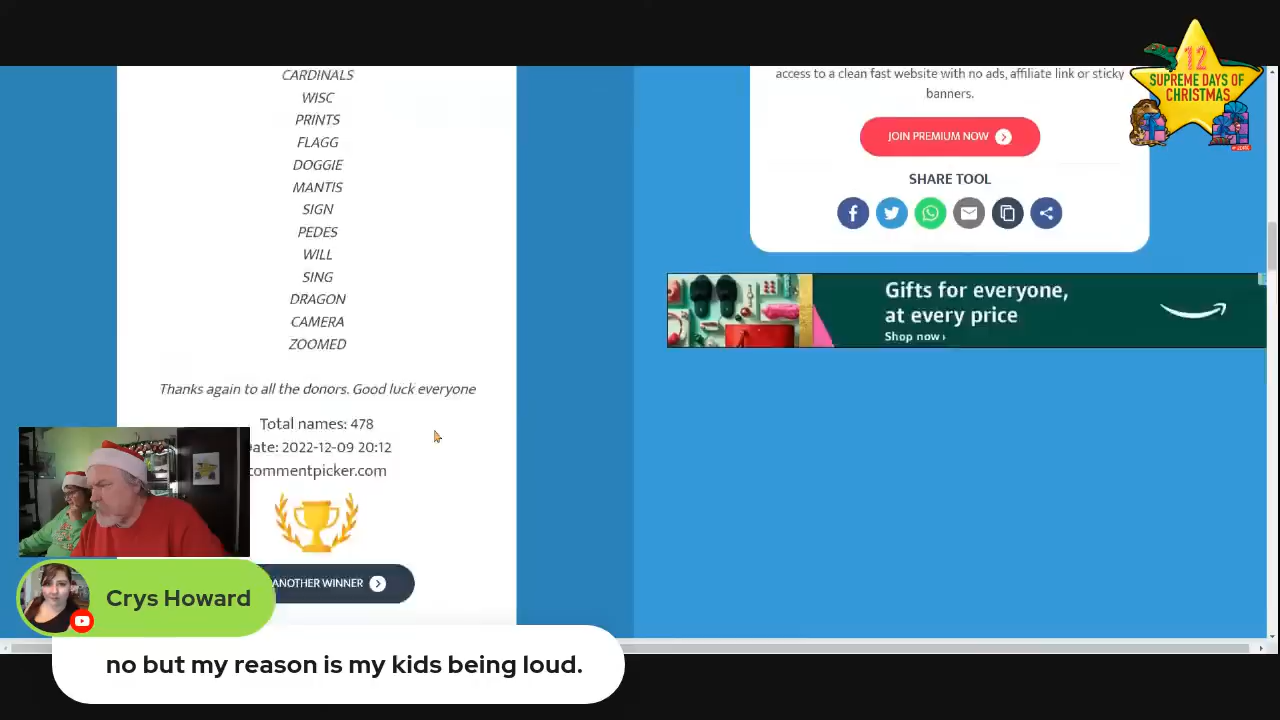 CARDINALS
WISC
PRINTS
FLAGG
DOGGIE
MANTIS
SIGN
PEDES
WILL
SING
DRAGON
CAMERA
ZOOMED
Thanks again to all the donors. Good luck everyone
Total names: 478
ate: 2022-12-09 20:12
commentpicker.com
ANOTHER WINNER
access to a clean fast website with no ads, affiliate link or sticky
banners.
JOIN PREMIUM NOW
SHARE TOOL
Gifts for everyone,
at every price
Shop now ›
12
SUPREME DAYS OF
CHRISTMAS
Crys Howard
no but my reason is my kids being loud.